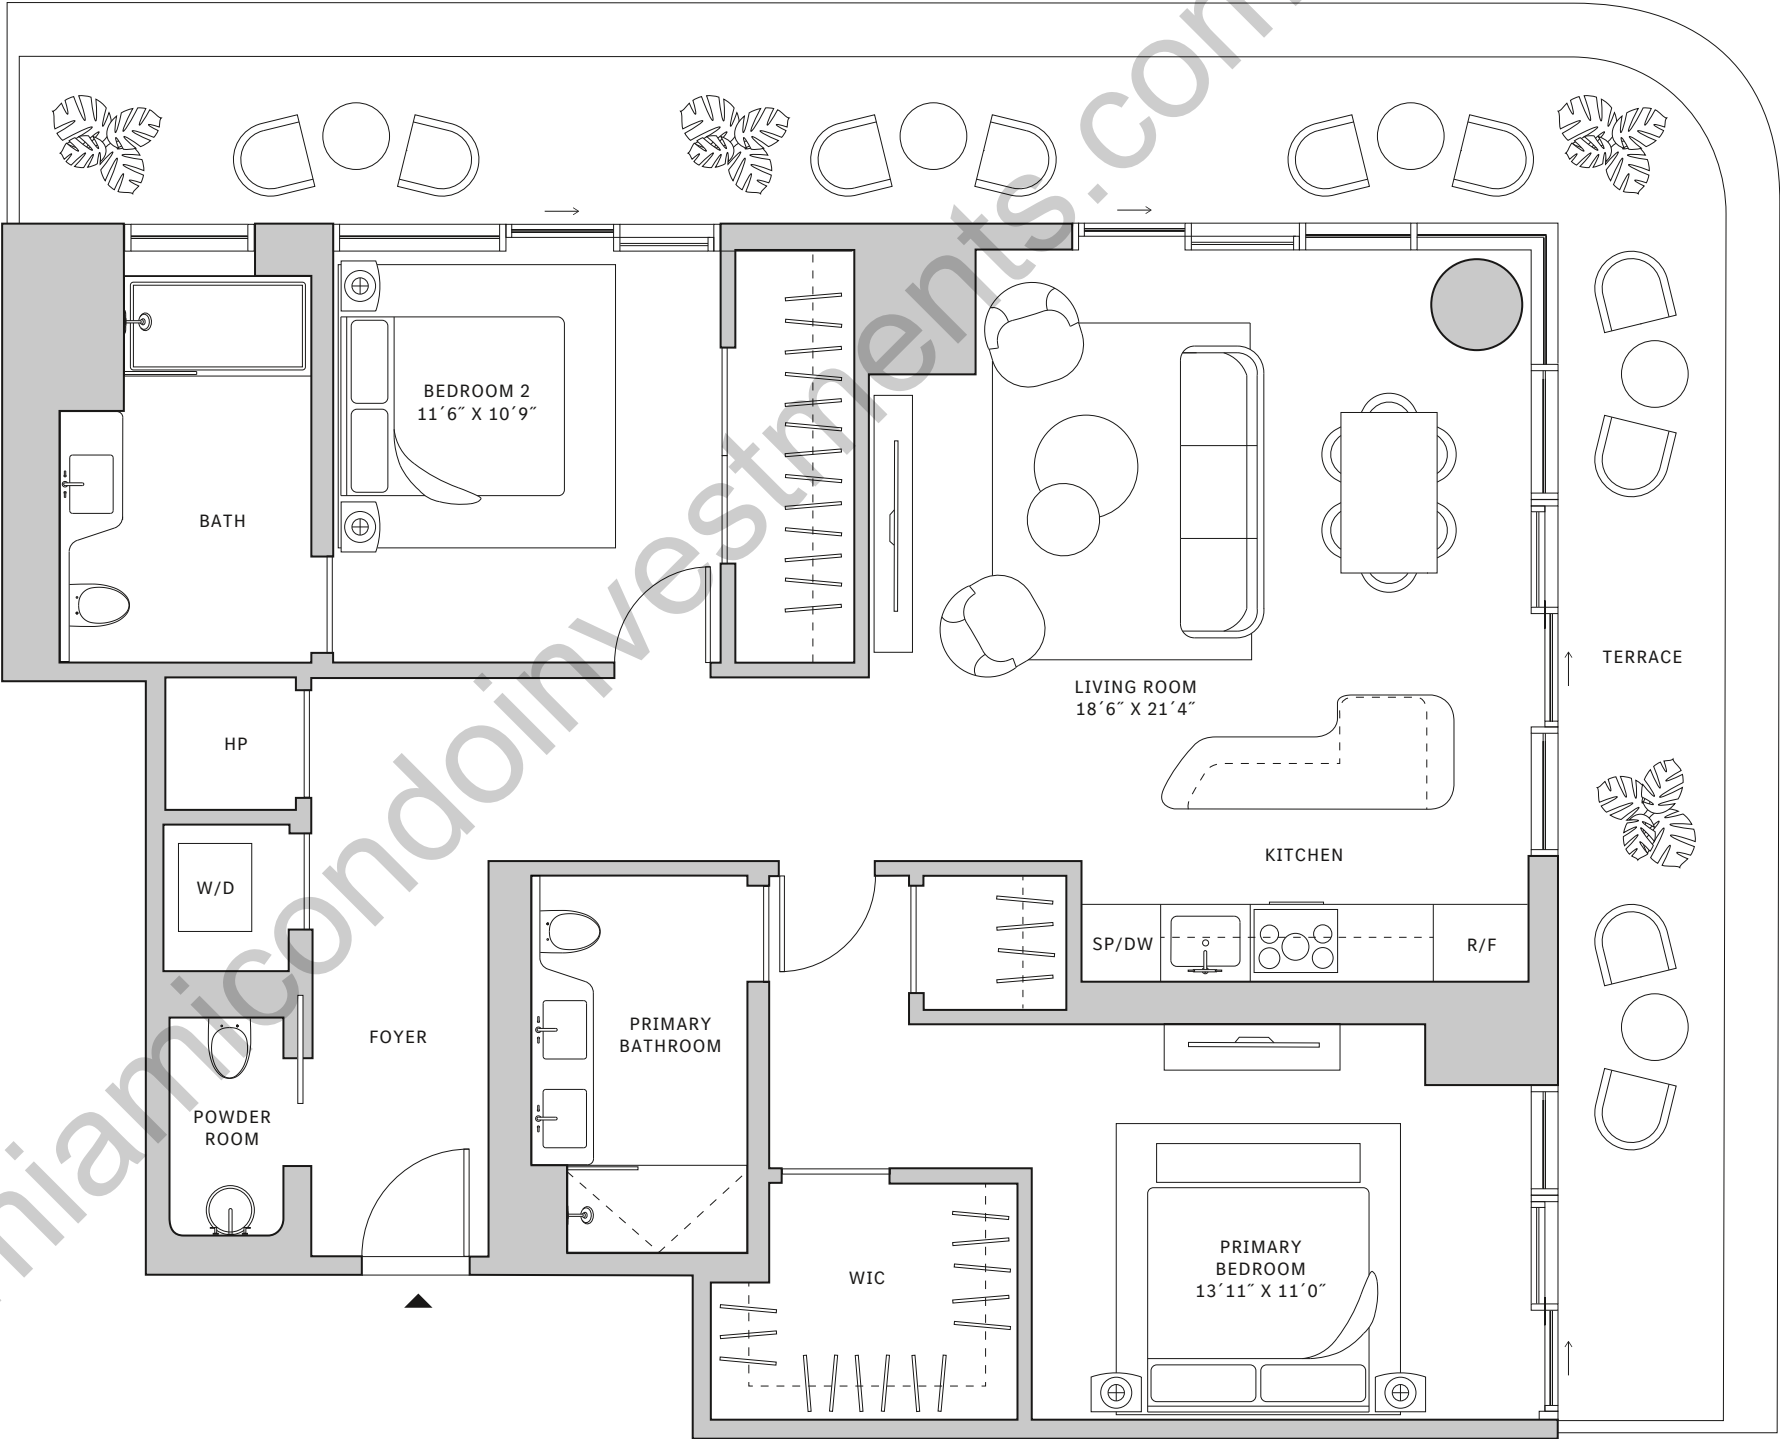 BEDROOM 2
11´6˝ X 10´9˝
BATH
TERRACE
LIVING ROOM
18´6˝ X 21´4˝
HP
KITCHEN
W/D
SP/DW
R/F
FOYER
PRIMARY
BATHROOM
POWDER
ROOM
PRIMARY
BEDROOM
13´11˝ X 11´0˝
WIC
miamicondoinvestments.com